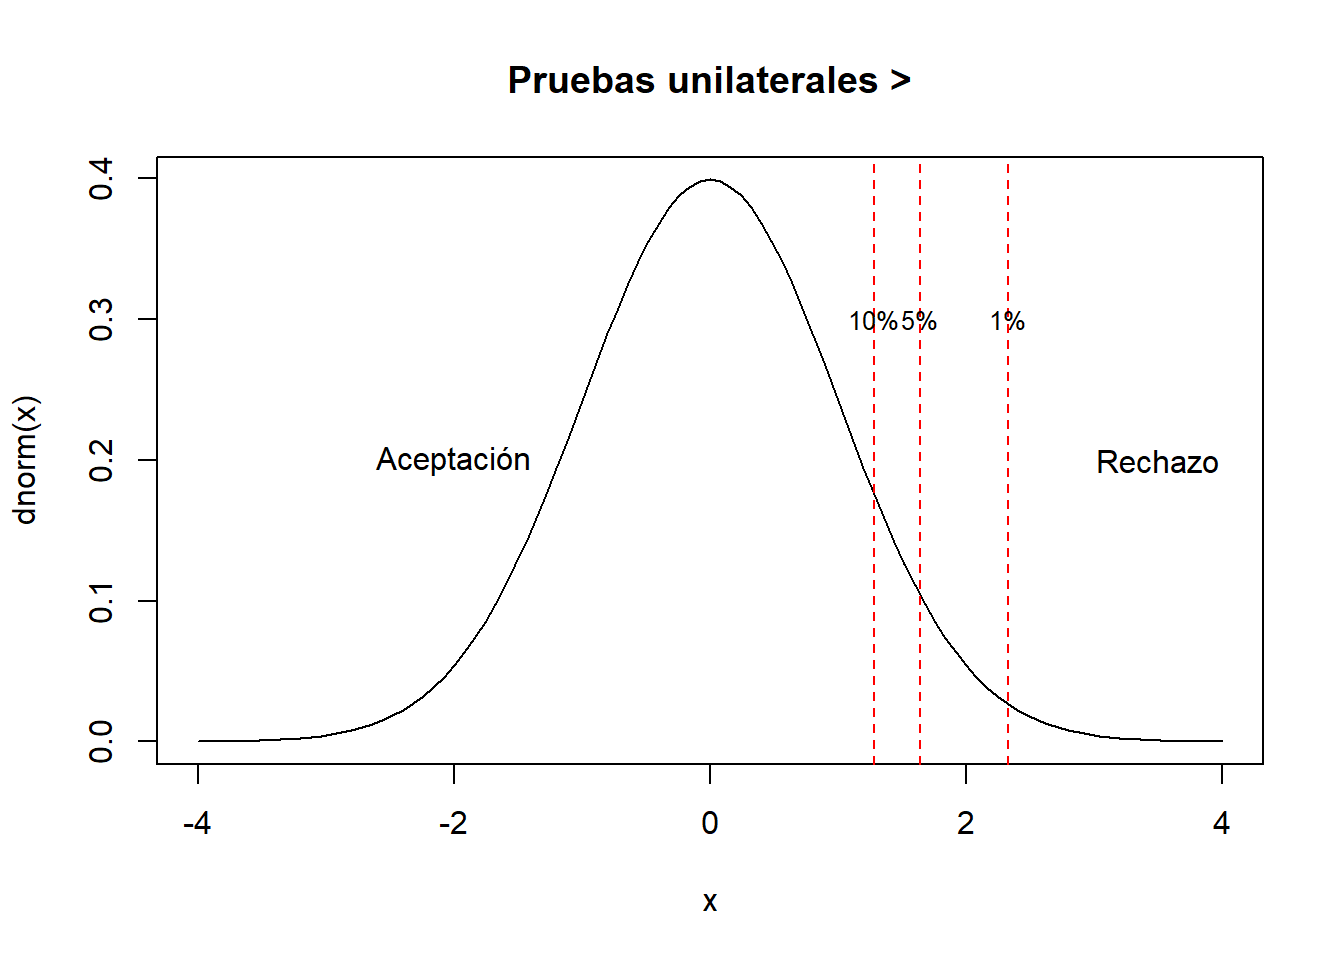 Pruebas unilaterales >
dnorm(x)
0.4
0.3
0.2
0.1
0.0
10% 5% 1%
Aceptación
Rechazo
-4 -2 0 2 4
x